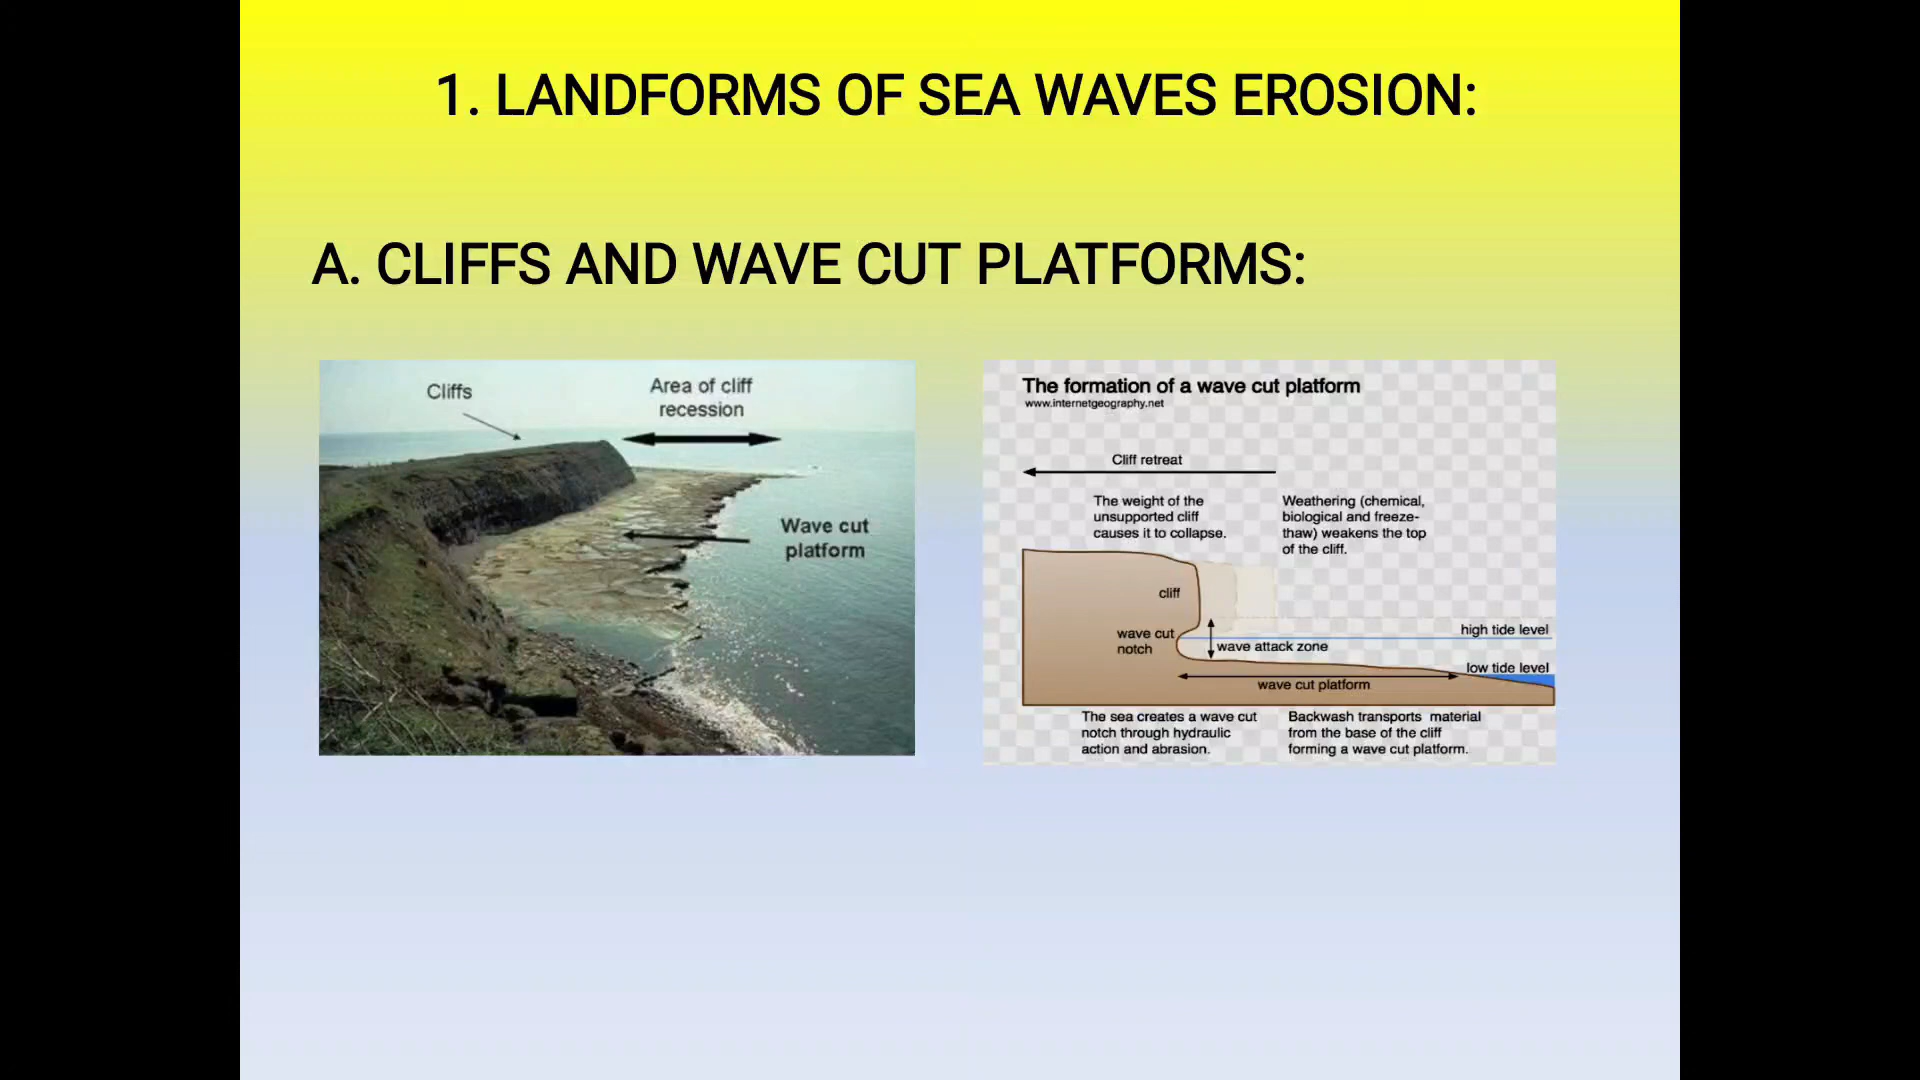 1. LANDFORMS OF SEA WAVES EROSION:
A. CLIFFS AND WAVE CUT PLATFORMS:
Cliffs
Area of cliff
recession
Wave cut
platform
The formation of a wave cut platform
www.internetgeography.net
Cliff retreat
The weight of the
unsupported cliff
causes it to collapse.
Weathering (chemical,
biological and freeze-
thaw) weakens the top
of the cliff.
cliff
wave cut
notch
wave attack zone
high tide level
low tide level
wave cut platform
The sea creates a wave cut
notch through hydraulic
action and abrasion.
Backwash transports material
from the base of the cliff
forming a wave cut platform.